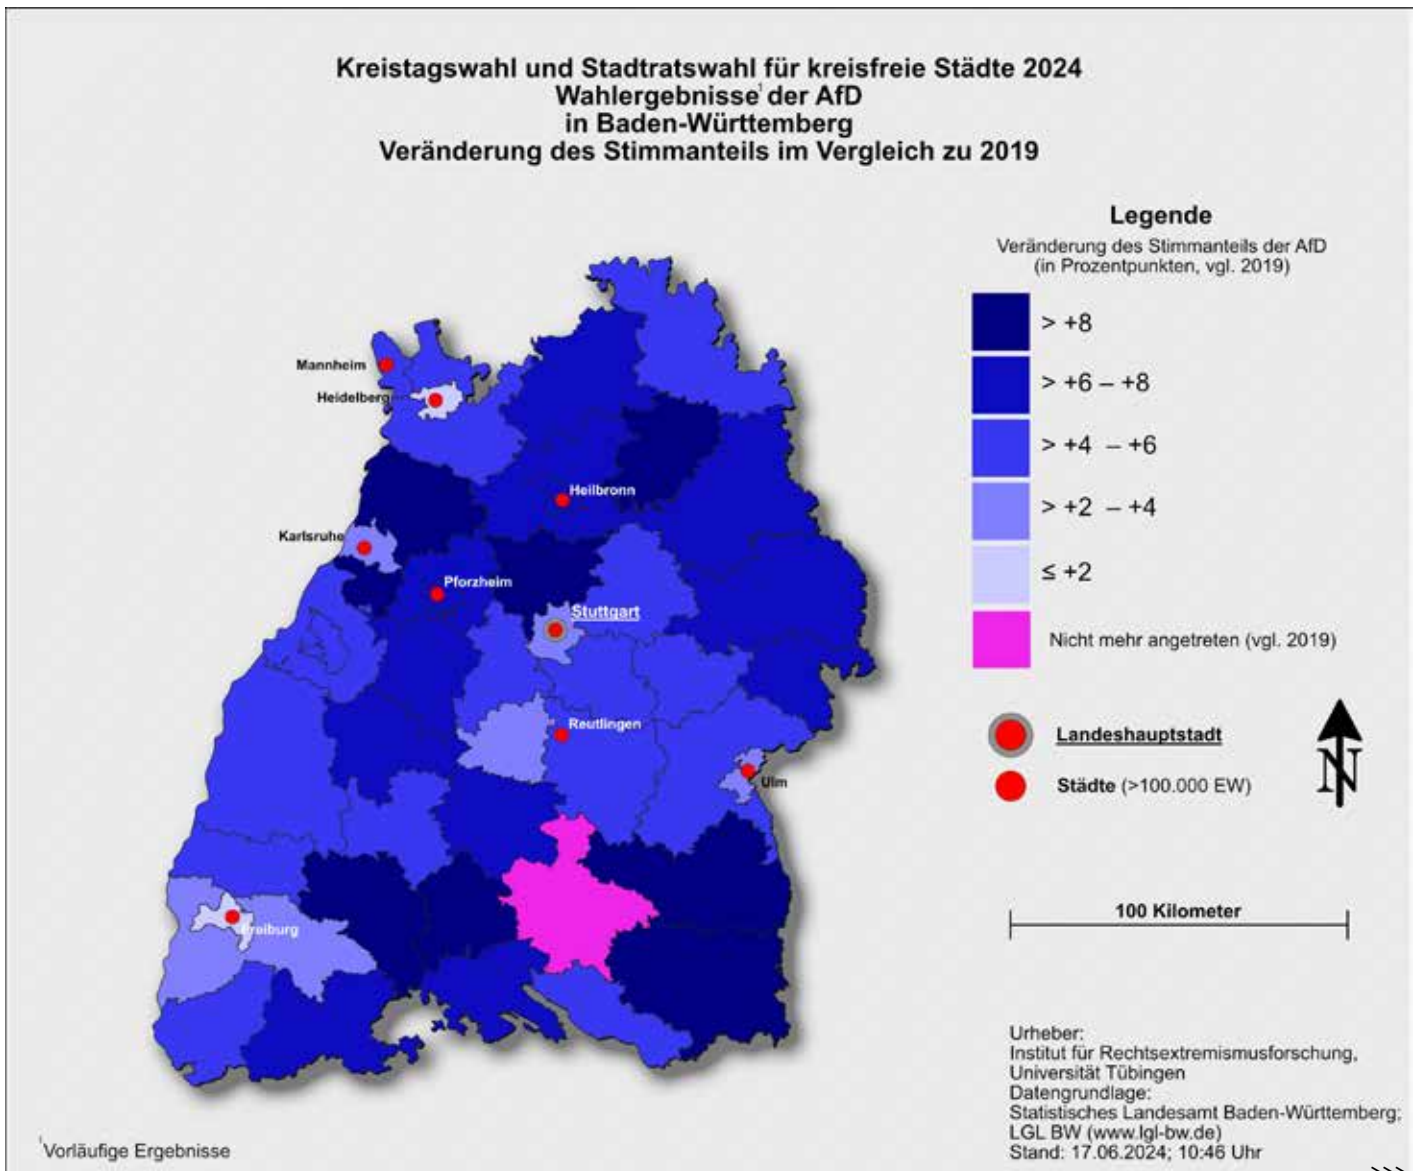 Kreistagswahl und Stadtratswahl für kreisfreie Städte 2024
Wahlergebnisse¹ der AfD
in Baden-Württemberg
Veränderung des Stimmanteils im Vergleich zu 2019
Legende
Veränderung des Stimmanteils der AfD
(in Prozentpunkten, vgl. 2019)
> +8
> +6 – +8
> +4 – +6
> +2 – +4
≤ +2
Nicht mehr angetreten (vgl. 2019)
Landeshauptstadt
Städte (>100.000 EW)
N
100 Kilometer
Mannheim
Heidelberg
Heilbronn
Karlsruhe
Pforzheim
Stuttgart
Reutlingen
Ulm
Freiburg
Urheber:
Institut für Rechtsextremismusforschung,
Universität Tübingen
Datengrundlage:
Statistisches Landesamt Baden-Württemberg;
LGL BW (www.lgl-bw.de)
Stand: 17.06.2024; 10:46 Uhr
¹Vorläufige Ergebnisse
>>>